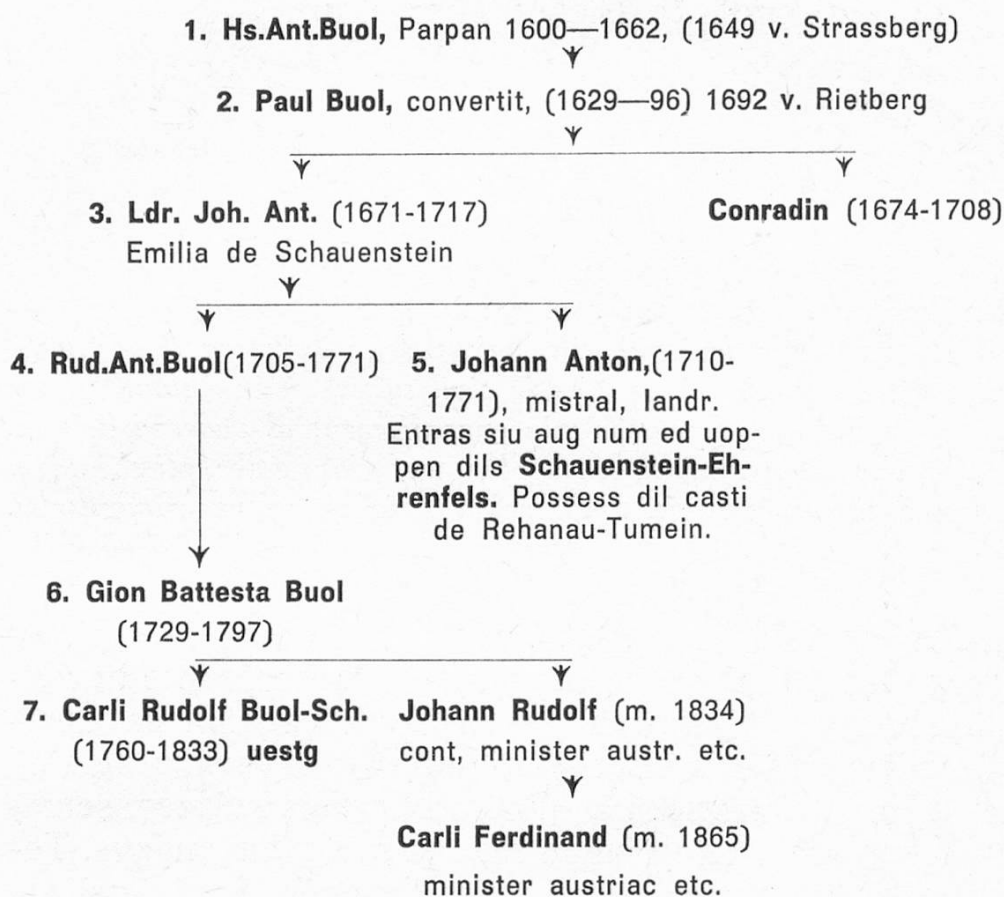 1. Hs.Ant.Buol, Parpan 1600—1662, (1649 v. Strassberg)
2. Paul Buol, convertit, (1629—96) 1692 v. Rietberg
3. Ldr. Joh. Ant. (1671-1717)
Emilia de Schauenstein
Conradin (1674-1708)
4. Rud.Ant.Buol(1705-1771)
5. Johann Anton,(1710-
1771), mistral, landr.
Entras siu aug num ed uop-
pen dils Schauenstein-Eh-
renfels. Possess dil casti
de Rehanau-Tumein.
6. Gion Battesta Buol
(1729-1797)
7. Carli Rudolf Buol-Sch.
(1760-1833) uestg
Johann Rudolf (m. 1834)
cont, minister austr. etc.
Carli Ferdinand (m. 1865)
minister austriac etc.